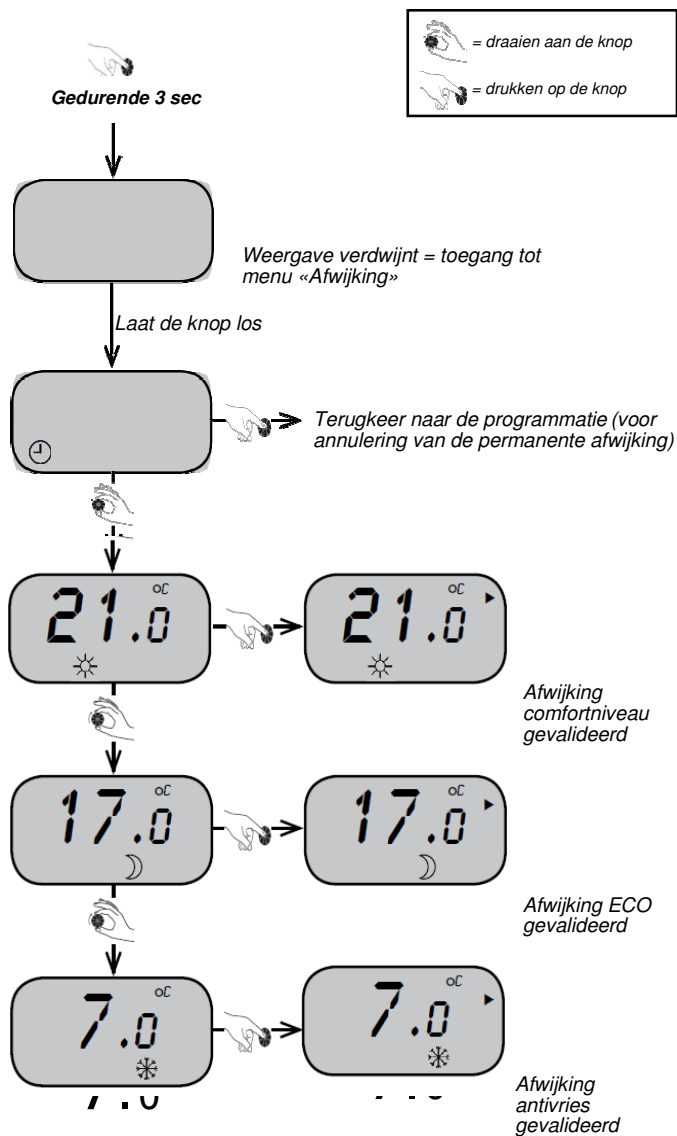 = draaien aan de knop
= drukken op de knop
Gedurende 3 sec
Weergave verdwijnt = toegang tot
menu «Afwijking»
Laat de knop los
Terugkeer naar de programmatie (voor
annulering van de permanente afwijking)
21.0 °C
21.0 °C
Afwijking
comfortniveau
gevalideerd
17.0 °C
17.0 °C
Afwijking ECO
gevalideerd
7.0 °C
7.0 °C
Afwijking
antivries
gevalideerd